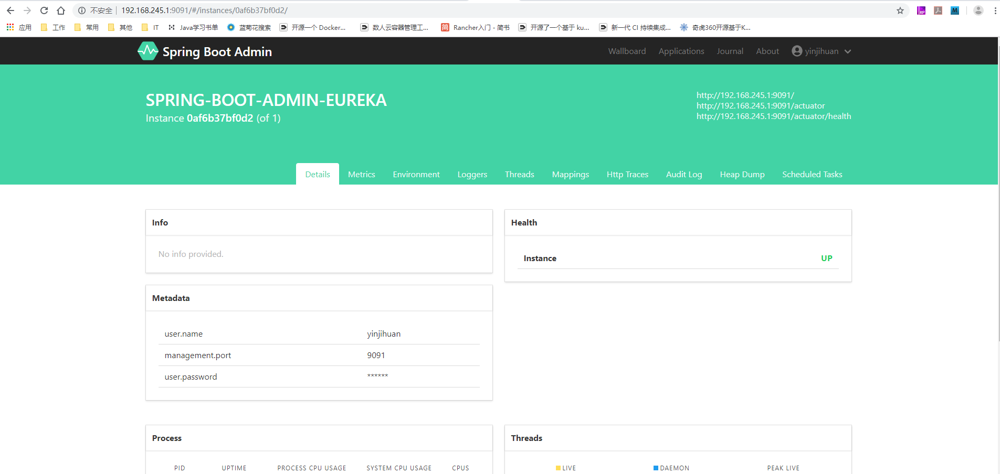 不安全 192.168.245.1:9091/#/instances/0af6b37bf0d2/
应用 工作 常用 其他 IT Java学习书单 蓝菊花搜索 开源一个 Docker... 数人云容器管理工... 简 Rancher入门 - 简书 开源了一个基于 ku... 新一代 CI 持续集成... 奇虎360开源基于K...
Spring Boot Admin Wallboard Applications Journal About yinjihuan
SPRING-BOOT-ADMIN-EUREKA
Instance 0af6b37bf0d2 (of 1)
http://192.168.245.1:9091/
http://192.168.245.1:9091/actuator
http://192.168.245.1:9091/actuator/health
Details Metrics Environment Loggers Threads Mappings Http Traces Audit Log Heap Dump Scheduled Tasks
Info
No info provided.
Health
Instance UP
Metadata
user.name yinjihuan
management.port 9091
user.password ******
Process
PID UPTIME PROCESS CPU USAGE SYSTEM CPU USAGE CPUS
Threads
LIVE DAEMON PEAK LIVE